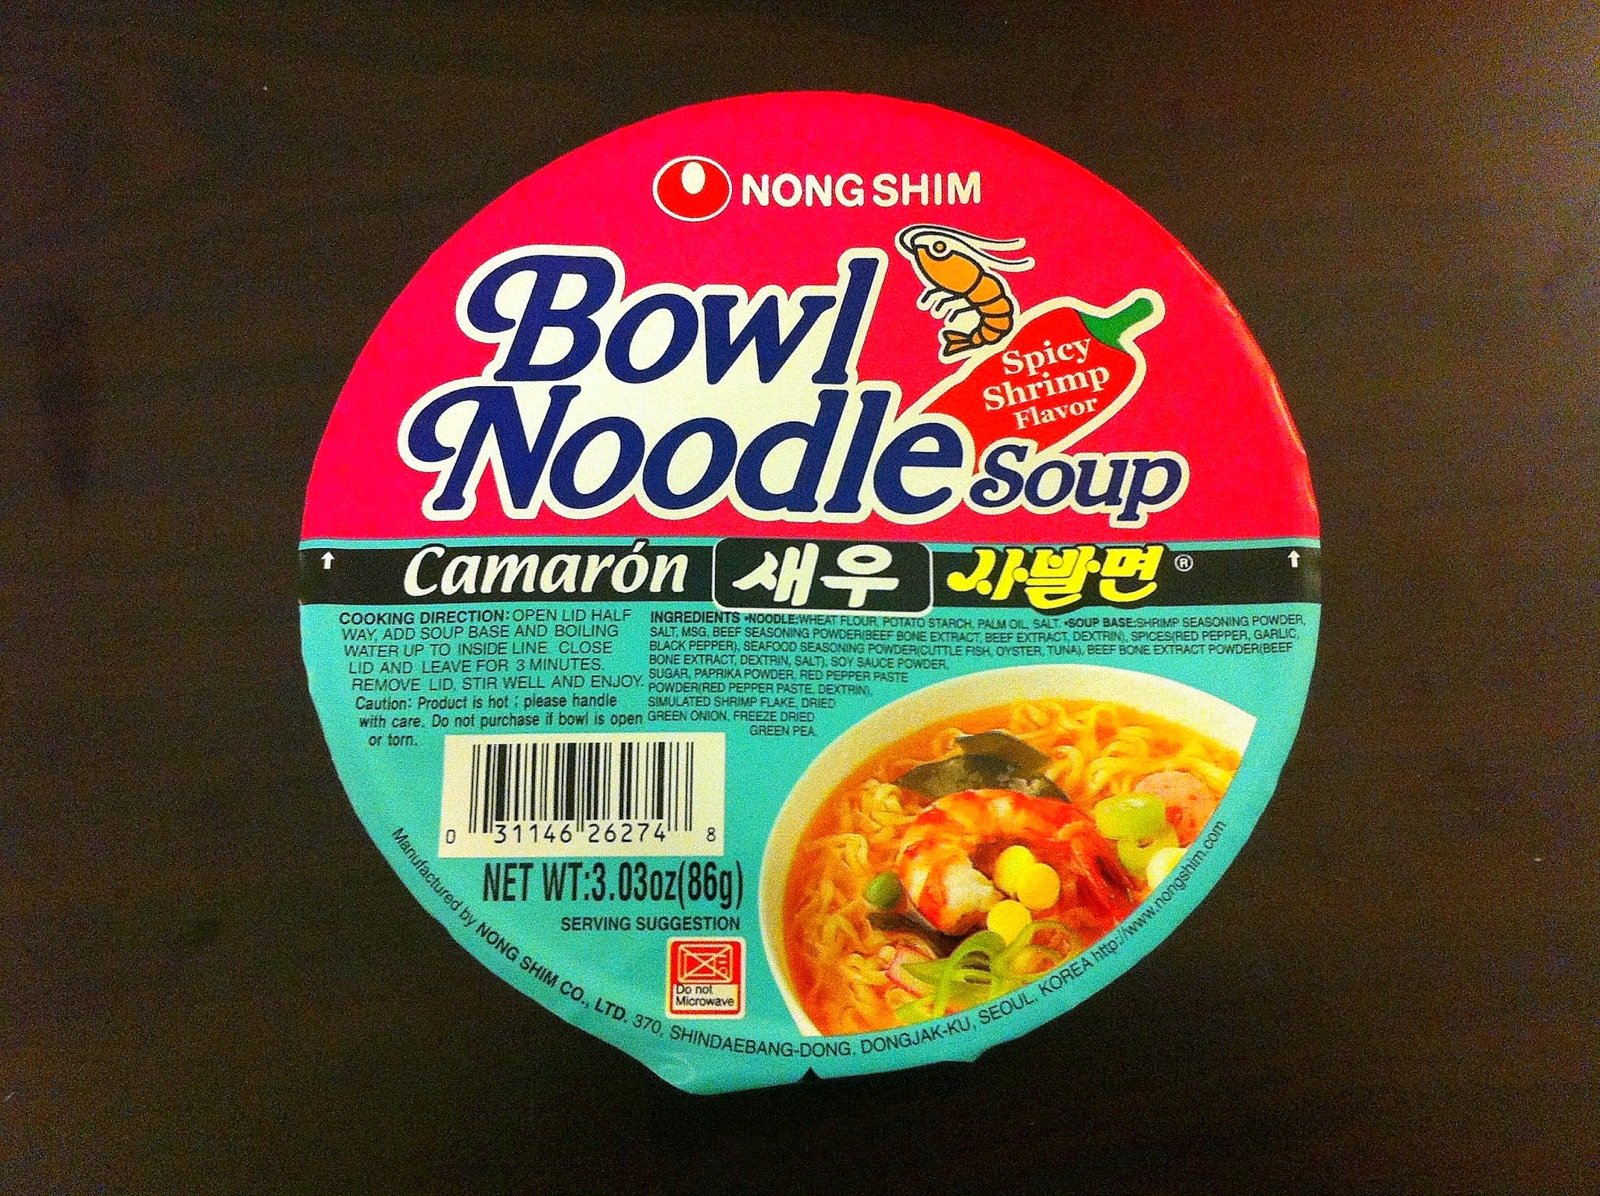 NONG SHIM
Bowl
Noodle Soup
Spicy
Shrimp
Flavor
Camarón 새우 사발면®
COOKING DIRECTION: OPEN LID HALF
WAY, ADD SOUP BASE AND BOILING
WATER UP TO INSIDE LINE. CLOSE
LID AND LEAVE FOR 3 MINUTES.
REMOVE LID, STIR WELL AND ENJOY.
Caution: Product is hot ; please handle
with care. Do not purchase if bowl is open
or torn.
INGREDIENTS •NOODLE:WHEAT FLOUR, POTATO STARCH, PALM OIL, SALT. •SOUP BASE:SHRIMP SEASONING POWDER,
SALT, MSG, BEEF SEASONING POWDER(BEEF BONE EXTRACT, BEEF EXTRACT, DEXTRIN), SPICES(RED PEPPER, GARLIC,
BLACK PEPPER), SEAFOOD SEASONING POWDER(CUTTLE FISH, OYSTER, TUNA), BEEF BONE EXTRACT POWDER(BEEF
BONE EXTRACT, DEXTRIN, SALT), SOY SAUCE POWDER,
SUGAR, PAPRIKA POWDER, RED PEPPER PASTE
POWDER(RED PEPPER PASTE, DEXTRIN),
SIMULATED SHRIMP FLAKE, DRIED
GREEN ONION, FREEZE DRIED
GREEN PEA.
0 31146 26274 8
NET WT:3.03oz(86g)
SERVING SUGGESTION
Do not
Microwave
Manufactured by NONG SHIM CO., LTD. 370, SHINDAEBANG-DONG, DONGJAK-KU, SEOUL, KOREA http://www.nongshim.com